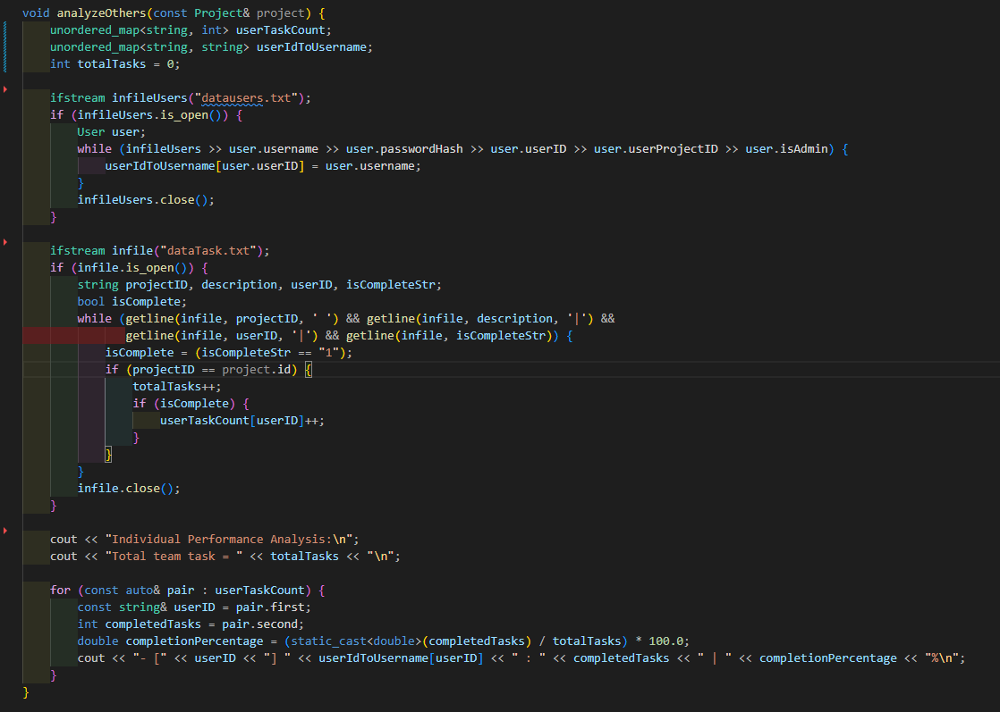 void analyzeOthers(const Project& project) {
    unordered_map<string, int> userTaskCount;
    unordered_map<string, string> userIdToUsername;
    int totalTasks = 0;

    ifstream infileUsers("datausers.txt");
    if (infileUsers.is_open()) {
        User user;
        while (infileUsers >> user.username >> user.passwordHash >> user.userID >> user.userProjectID >> user.isAdmin) {
            userIdToUsername[user.userID] = user.username;
        }
        infileUsers.close();
    }

    ifstream infile("dataTask.txt");
    if (infile.is_open()) {
        string projectID, description, userID, isCompleteStr;
        bool isComplete;
        while (getline(infile, projectID, ' ') && getline(infile, description, '|') &&
               getline(infile, userID, '|') && getline(infile, isCompleteStr)) {
            isComplete = (isCompleteStr == "1");
            if (projectID == project.id) {
                totalTasks++;
                if (isComplete) {
                    userTaskCount[userID]++;
                }
            }
        }
        infile.close();
    }

    cout << "Individual Performance Analysis:\n";
    cout << "Total team task = " << totalTasks << "\n";

    for (const auto& pair : userTaskCount) {
        const string& userID = pair.first;
        int completedTasks = pair.second;
        double completionPercentage = (static_cast<double>(completedTasks) / totalTasks) * 100.0;
        cout << "- [" << userID << "] " << userIdToUsername[userID] << " : " << completedTasks << " | " << completionPercentage << "%\n";
    }
}